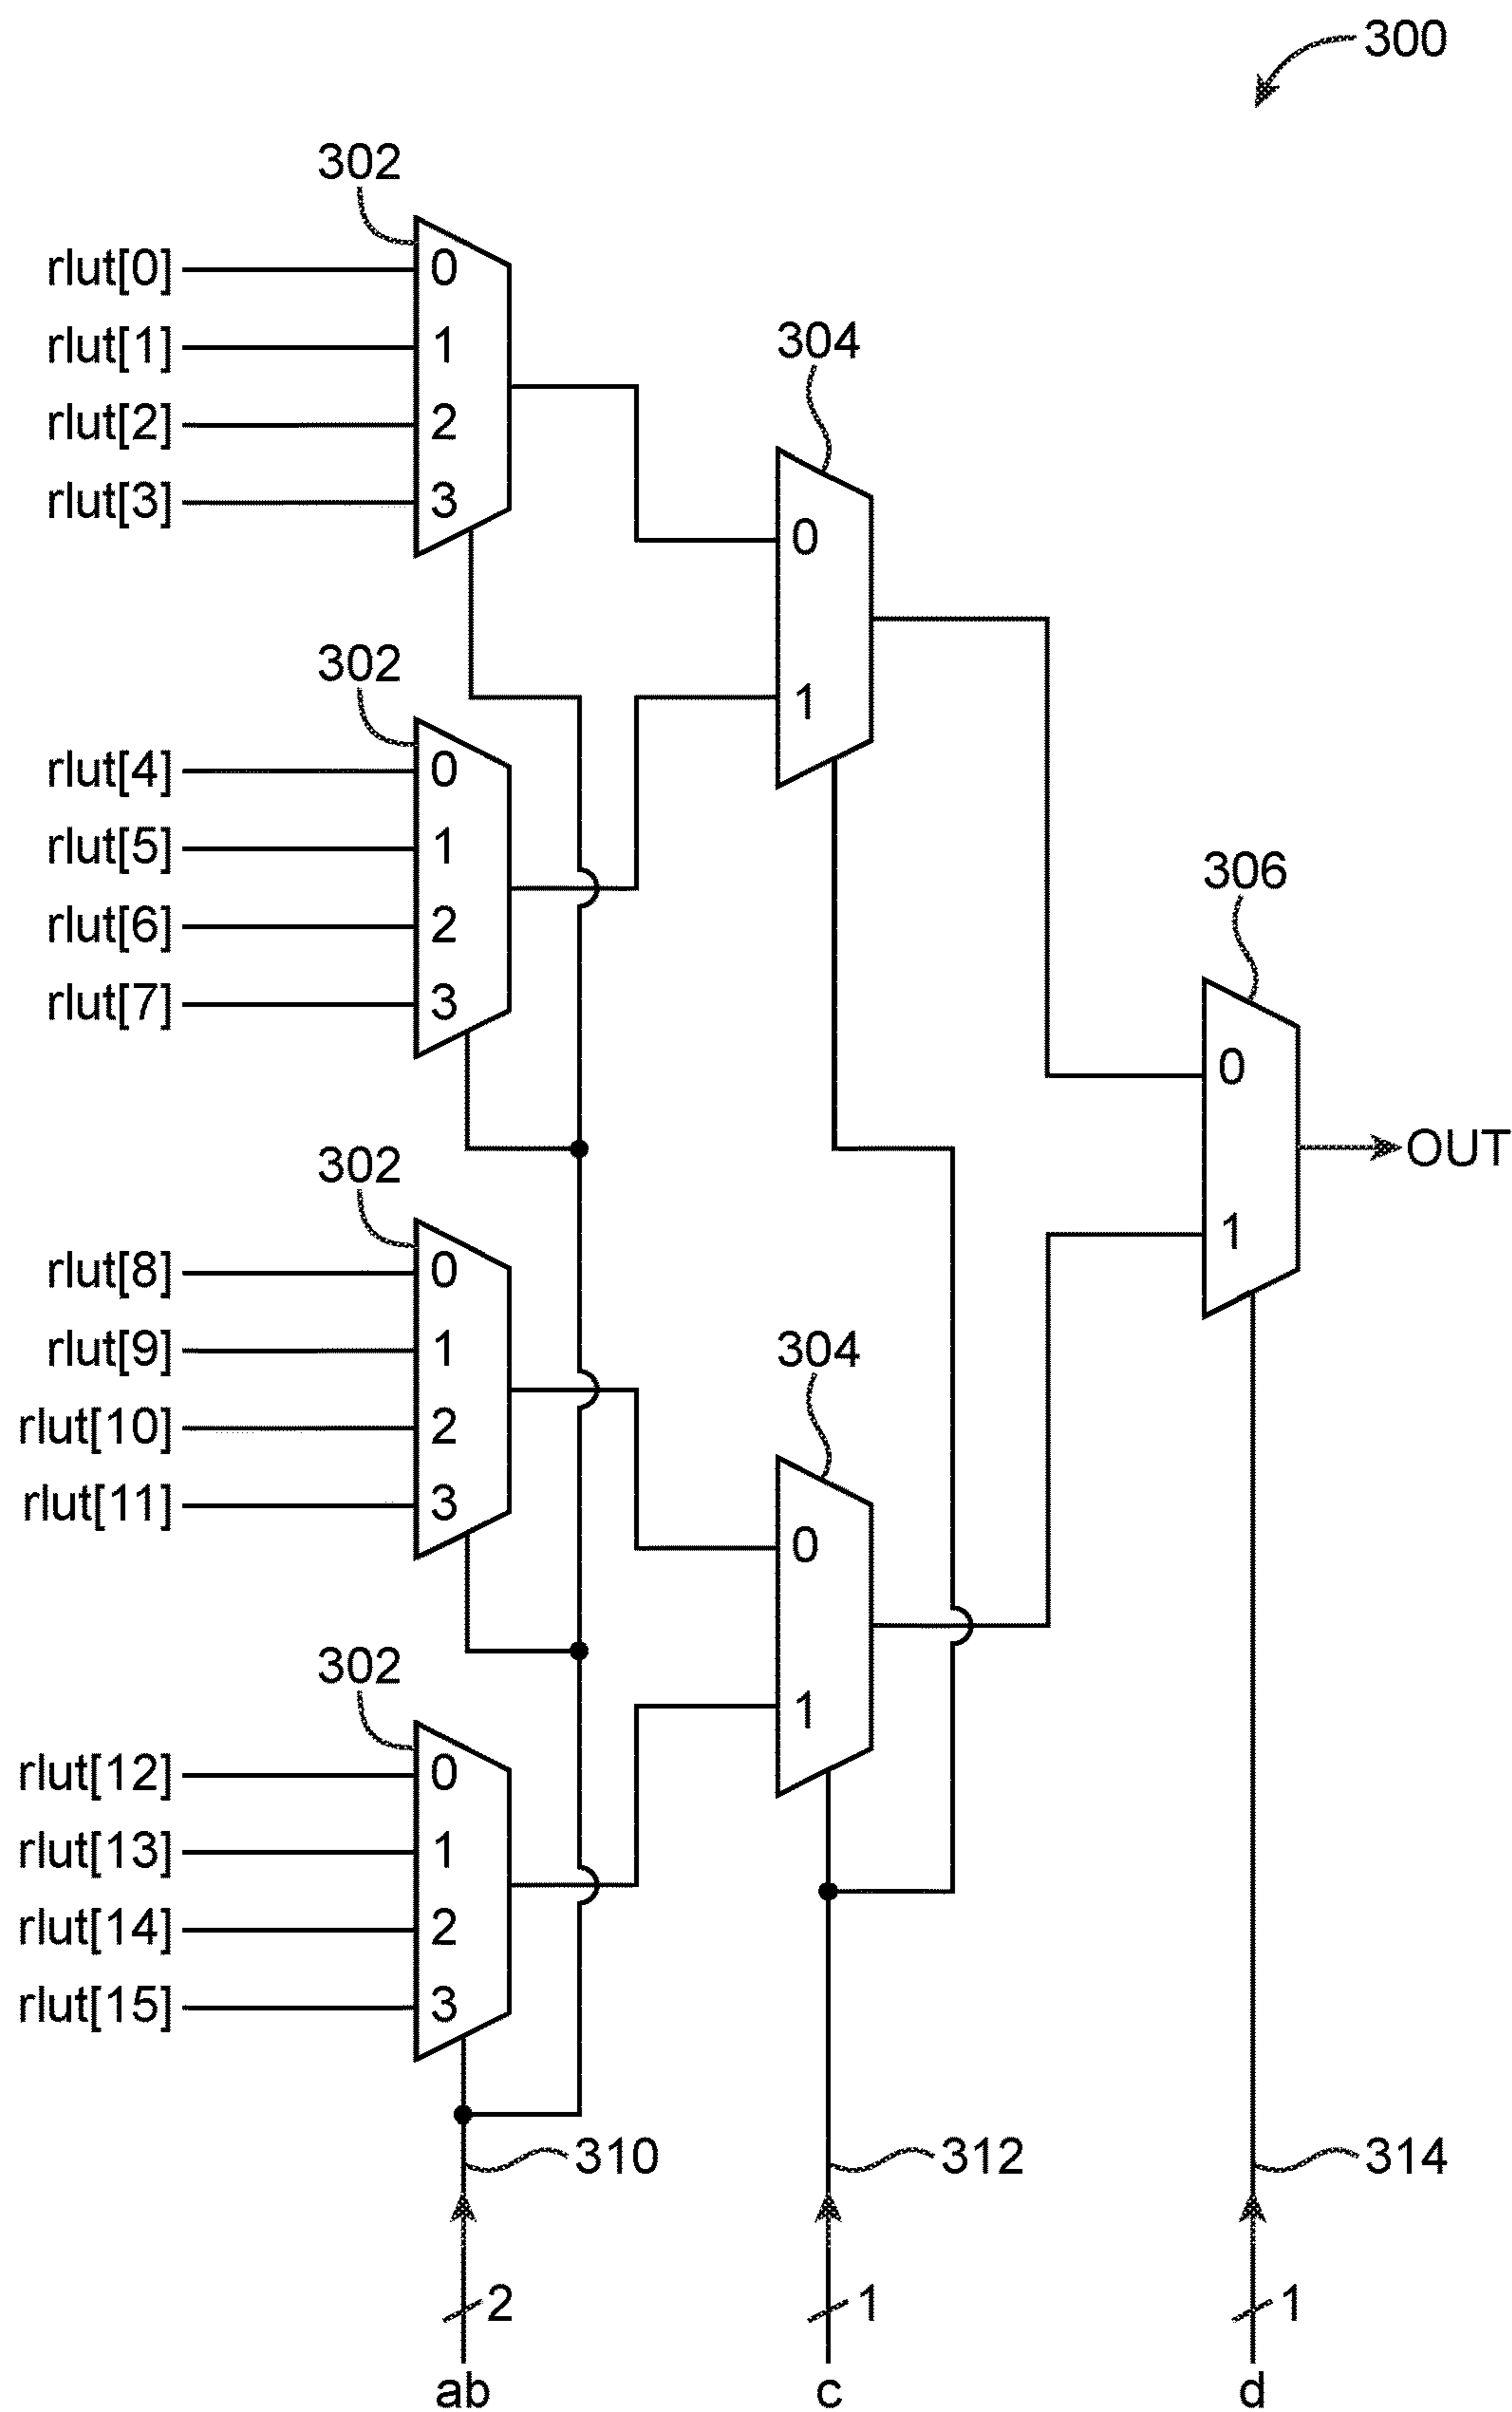 300
302
rlut[0] 0
rlut[1] 1
304
rlut[2] 2
rlut[3] 3
0
302
1
rlut[4] 0
rlut[5] 1
306
rlut[6] 2
rlut[7] 3
0
OUT
302
1
rlut[8] 0
rlut[9] 1
304
rlut[10] 2
rlut[11] 3
0
302
1
rlut[12] 0
rlut[13] 1
rlut[14] 2
rlut[15] 3
310 312 314
2 1 1
ab c d